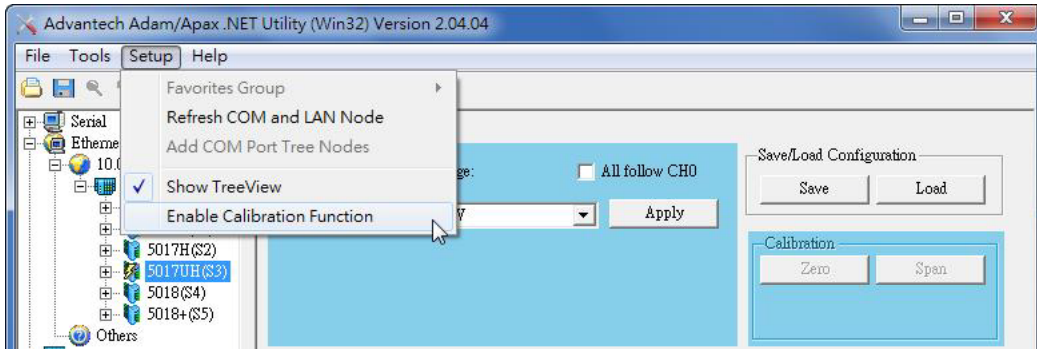 Advantech Adam/Apax .NET Utility (Win32) Version 2.04.04
File Tools Setup Help
Favorites Group
Refresh COM and LAN Node
Add COM Port Tree Nodes
Show TreeView
Enable Calibration Function
Serial
Etherne
10.0
5017H(S2)
5017UH(S3)
5018(S4)
5018+(S5)
Others
ge:
All follow CH0
V
Apply
Save/Load Configuration
Save Load
Calibration
Zero Span